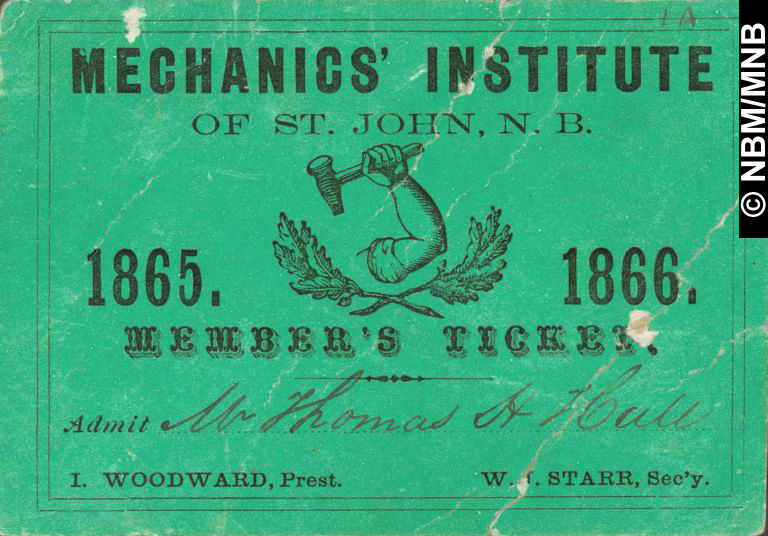 1A
MECHANICS' INSTITUTE
OF ST. JOHN, N. B.
1865. 1866.
MEMBER'S TICKET.
Admit Mr Thomas H Hall
I. WOODWARD, Prest. W. J. STARR, Sec'y.
© NBM/MNB